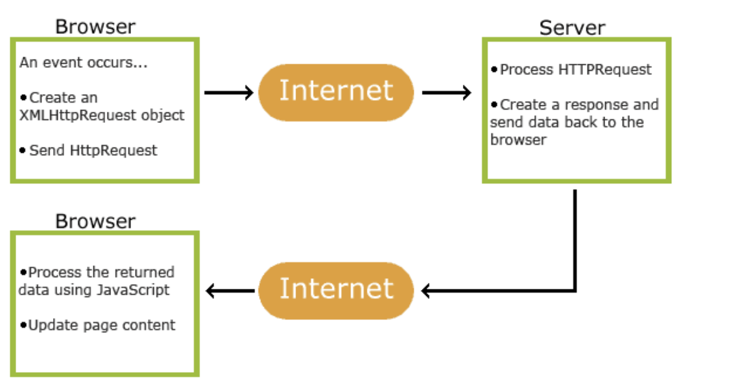 Browser
An event occurs...
•Create an
XMLHttpRequest object
• Send HttpRequest
Internet
Server
•Process HTTPRequest
•Create a response and
send data back to the
browser
Browser
•Process the returned
data using JavaScript
•Update page content
Internet